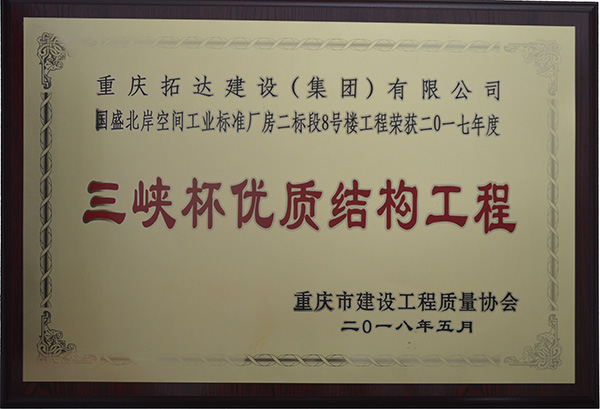 重庆拓达建设(集团)有限公司
国盛北岸空间工业标准厂房二标段8号楼工程荣获二0一七年度
三峡杯优质结构工程
重庆市建设工程质量协会
二0一八年五月